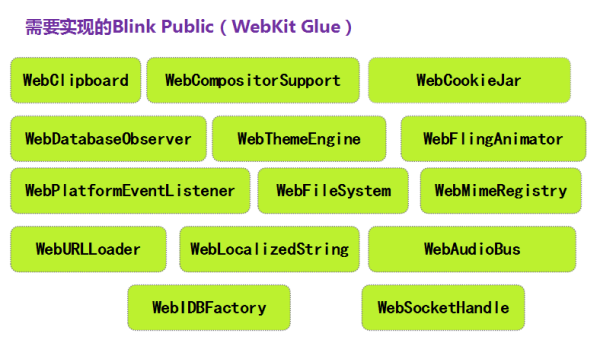 需要实现的Blink Public（WebKit Glue）
WebClipboard WebCompositorSupport WebCookieJar
WebDatabaseObserver WebThemeEngine WebFlingAnimator
WebPlatformEventListener WebFileSystem WebMimeRegistry
WebURLLoader WebLocalizedString WebAudioBus
WebIDBFactory WebSocketHandle